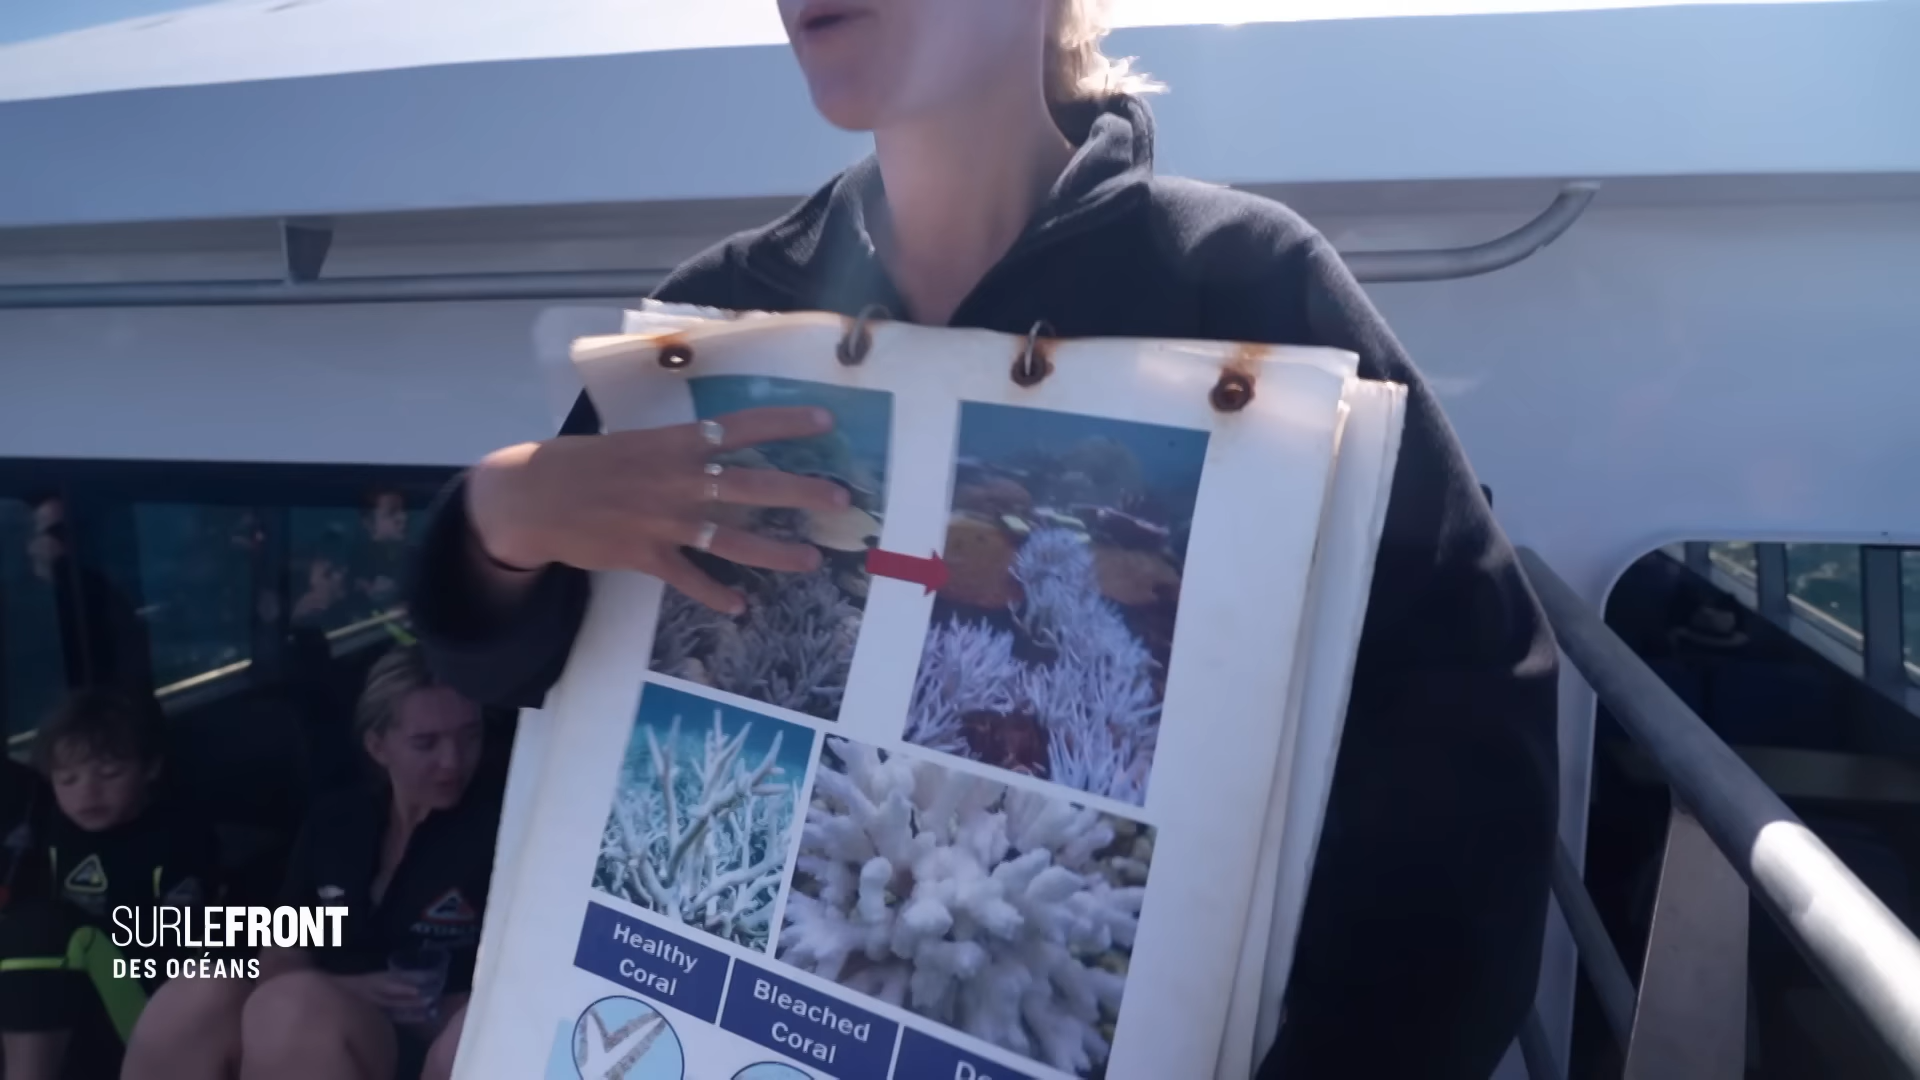 Healthy
Coral
Bleached
Coral
SURLEFRONT
DES OCÉANS